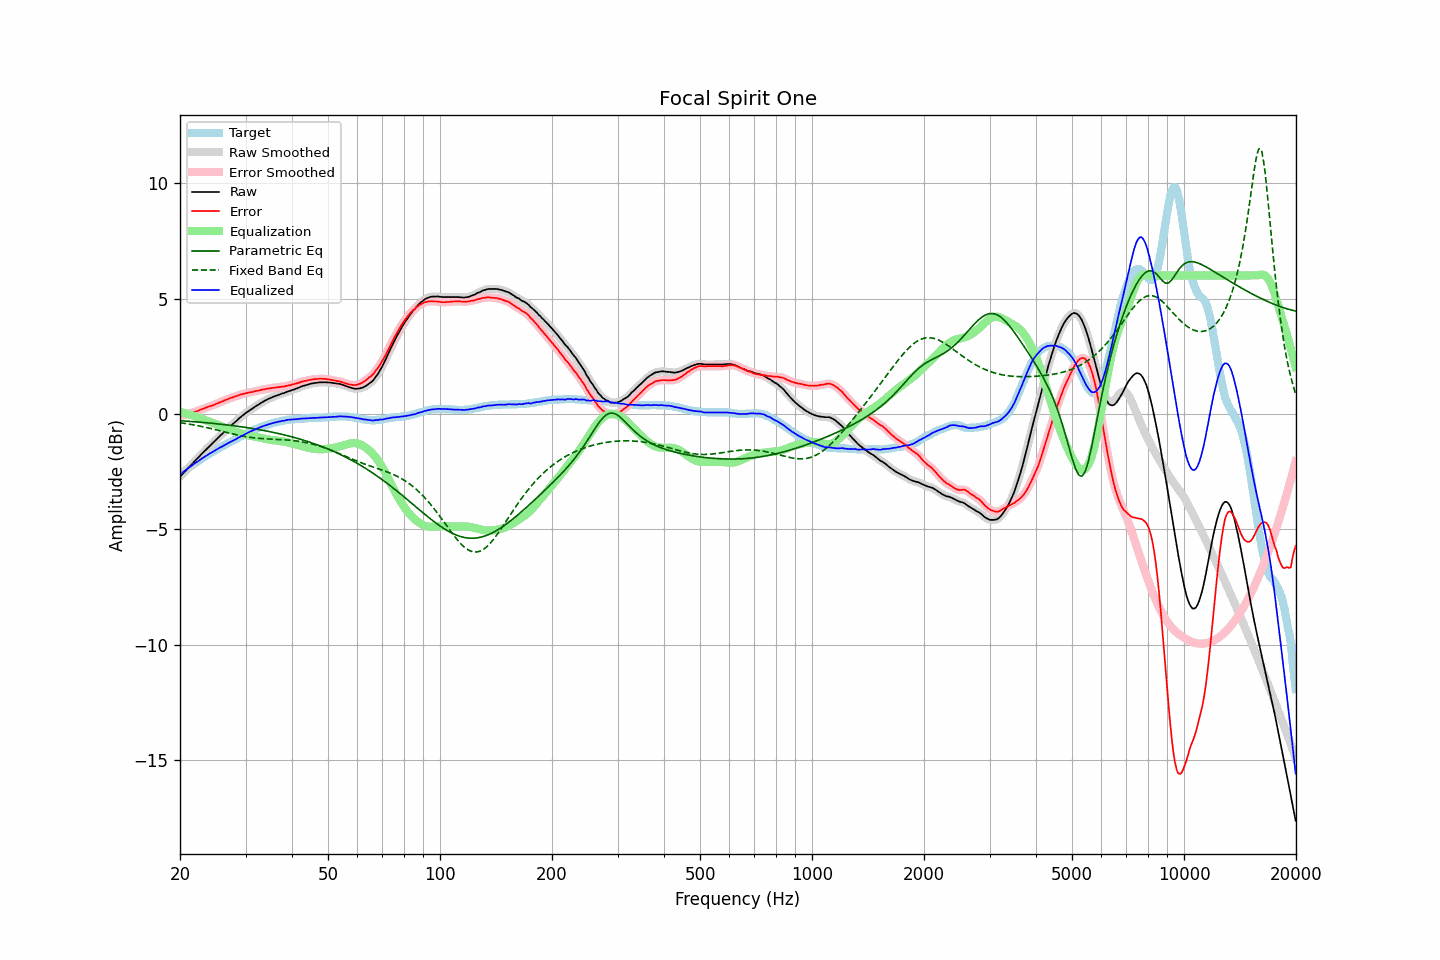 Focal Spirit One
Target
Raw Smoothed
Error Smoothed
Raw
Error
Equalization
Parametric Eq
Fixed Band Eq
Equalized
10
5
0
−5
−10
−15
Amplitude (dBr)
20 50 100 200 500 1000 2000 5000 10000 20000
Frequency (Hz)